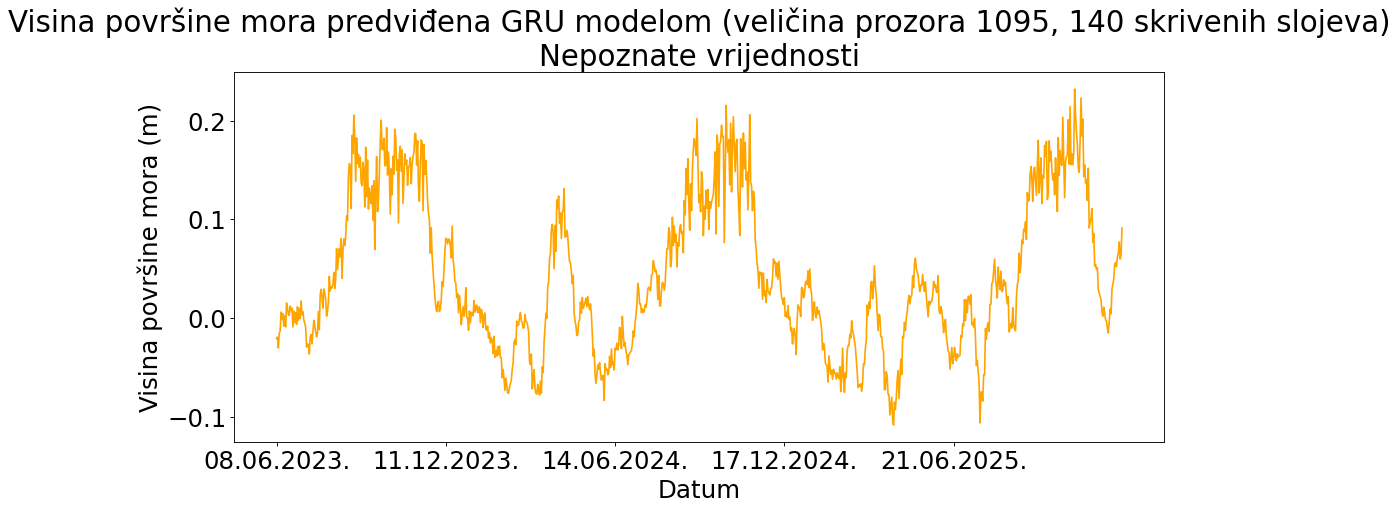 Visina površine mora predviđena GRU modelom (veličina prozora 1095, 140 skrivenih slojeva)
Nepoznate vrijednosti
Visina površine mora (m)
0.2
0.1
0.0
−0.1
08.06.2023. 11.12.2023. 14.06.2024. 17.12.2024. 21.06.2025.
Datum